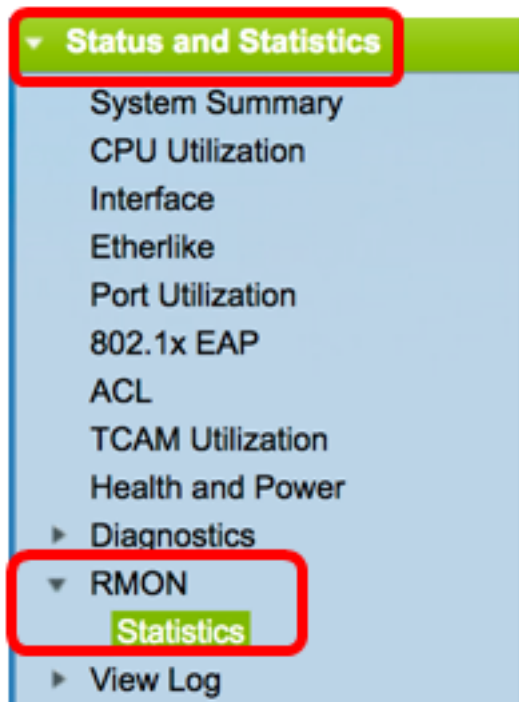 Status and Statistics
System Summary
CPU Utilization
Interface
Etherlike
Port Utilization
802.1x EAP
ACL
TCAM Utilization
Health and Power
Diagnostics
RMON
Statistics
View Log